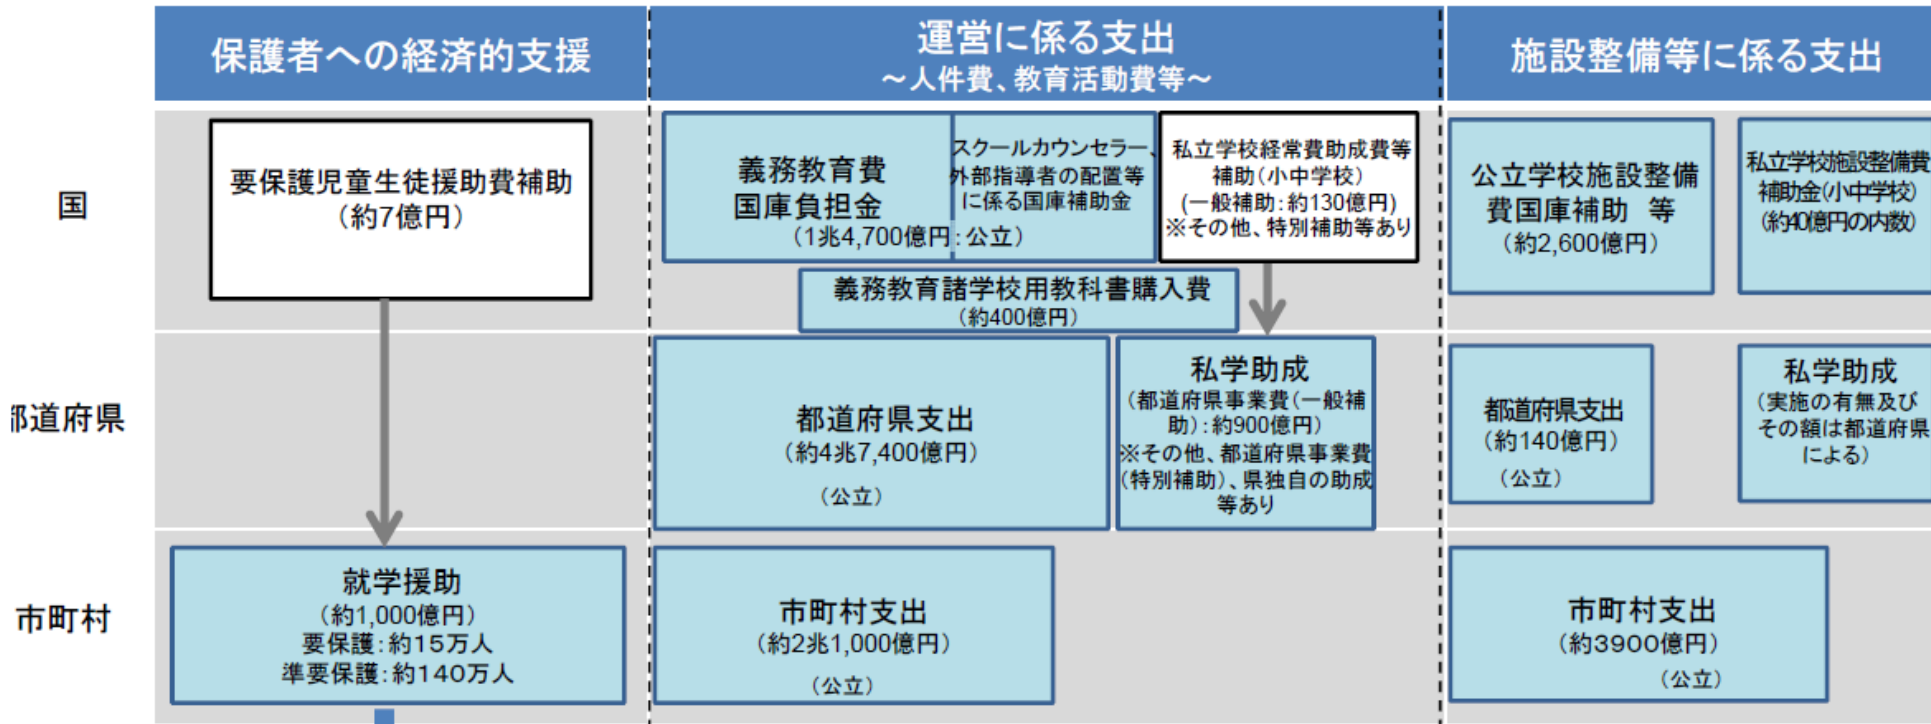 保護者への経済的支援
運営に係る支出
～人件費、教育活動費等～
施設整備等に係る支出
国
要保護児童生徒援助費補助
（約7億円）
義務教育費
国庫負担金
スクールカウンセラー、
外部指導者の配置等
に係る国庫補助金
（1兆4,700億円：公立）
私立学校経常費助成費等
補助（小中学校）
（一般補助：約130億円）
※その他、特別補助等あり
義務教育諸学校用教科書購入費
（約400億円）
公立学校施設整備
費国庫補助　等
（約2,600億円）
私立学校施設整備費
補助金（小中学校）
（約40億円の内数）
都道府県
都道府県支出
（約4兆7,400億円）
（公立）
私学助成
（都道府県事業費（一般補
助）：約900億円）
※その他、都道府県事業費
（特別補助）、県独自の助成
等あり
都道府県支出
（約140億円）
（公立）
私学助成
（実施の有無及び
その額は都道府県
による）
市町村
就学援助
（約1,000億円）
要保護：約１５万人
準要保護：約１４０万人
市町村支出
（約2兆1,000億円）
（公立）
市町村支出
（約3900億円）
（公立）